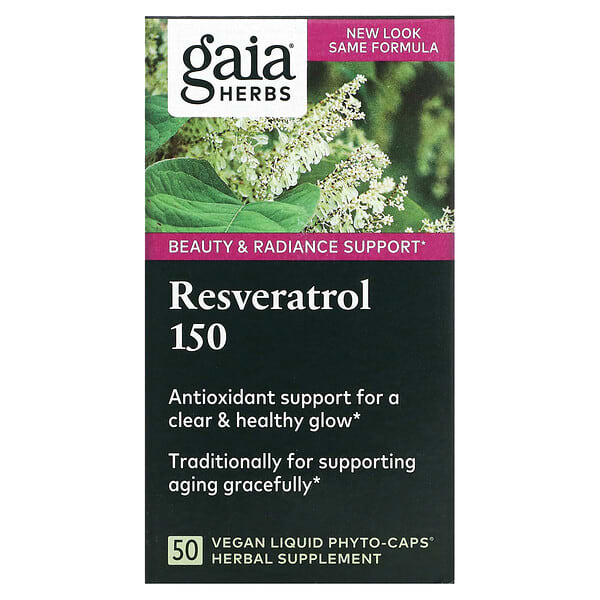 gaia®
HERBS
NEW LOOK
SAME FORMULA
BEAUTY & RADIANCE SUPPORT*
Resveratrol
150
Antioxidant support for a
clear & healthy glow*
Traditionally for supporting
aging gracefully*
50 VEGAN LIQUID PHYTO-CAPS®
HERBAL SUPPLEMENT